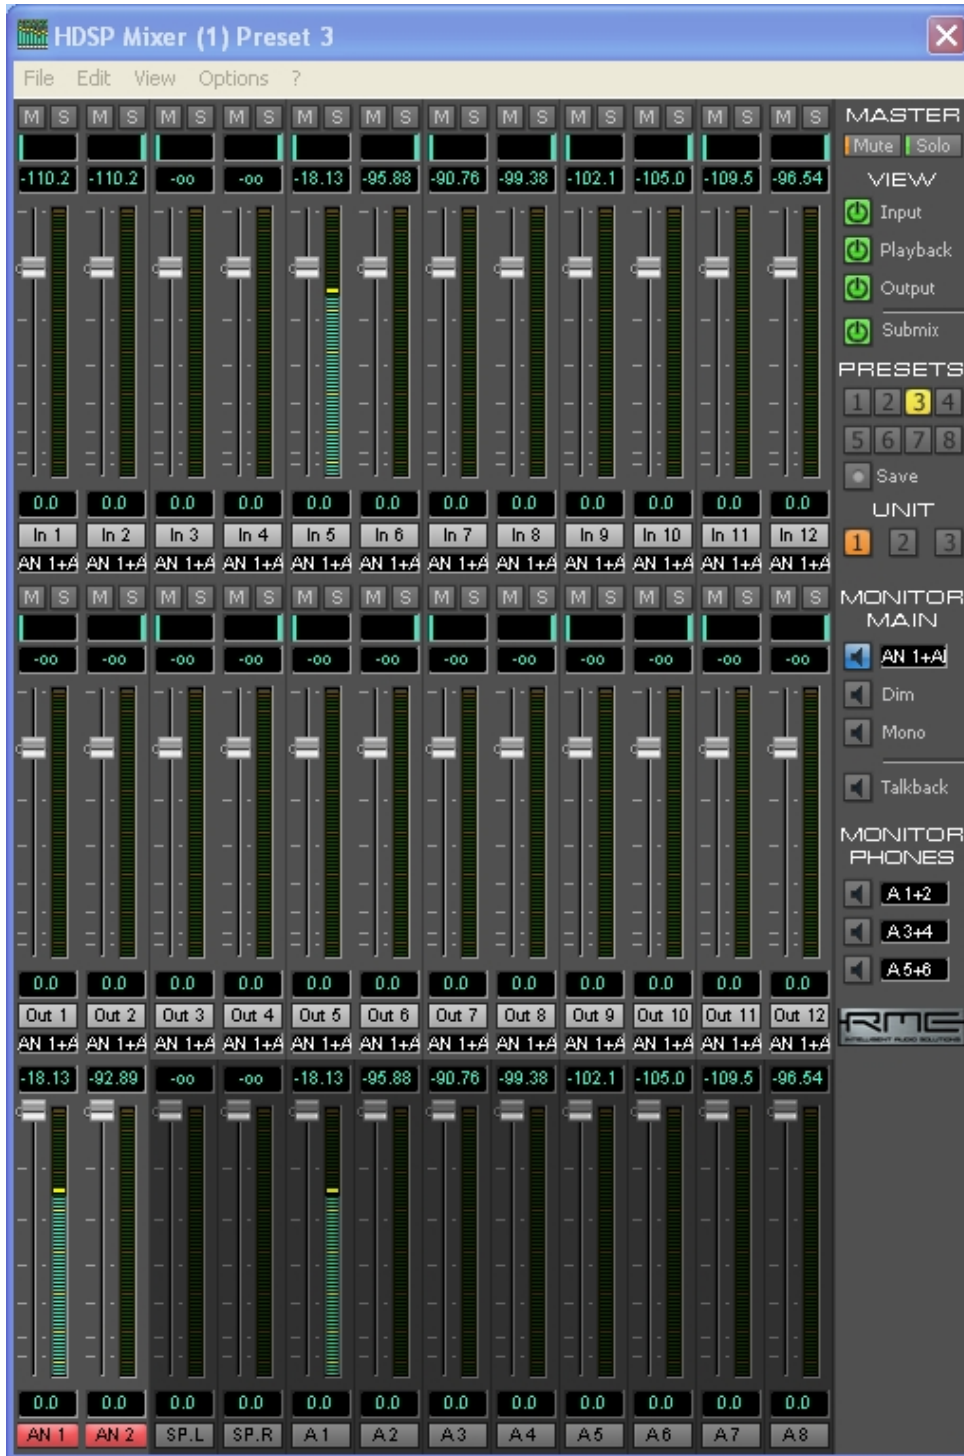 HDSP Mixer (1) Preset 3
File Edit View Options ?
M S M S M S M S M S M S M S M S M S M S M S M S
-110.2 -110.2 -oo -oo -18.13 -95.88 -90.76 -99.38 -102.1 -105.0 -109.5 -96.54
0.0 0.0 0.0 0.0 0.0 0.0 0.0 0.0 0.0 0.0 0.0 0.0
In 1 In 2 In 3 In 4 In 5 In 6 In 7 In 8 In 9 In 10 In 11 In 12
AN 1+A AN 1+A AN 1+A AN 1+A AN 1+A AN 1+A AN 1+A AN 1+A AN 1+A AN 1+A AN 1+A AN 1+A
M S M S M S M S M S M S M S M S M S M S M S M S
-oo -oo -oo -oo -oo -oo -oo -oo -oo -oo -oo -oo
0.0 0.0 0.0 0.0 0.0 0.0 0.0 0.0 0.0 0.0 0.0 0.0
Out 1 Out 2 Out 3 Out 4 Out 5 Out 6 Out 7 Out 8 Out 9 Out 10 Out 11 Out 12
AN 1+A AN 1+A AN 1+A AN 1+A AN 1+A AN 1+A AN 1+A AN 1+A AN 1+A AN 1+A AN 1+A AN 1+A
-18.13 -92.89 -oo -oo -18.13 -95.88 -90.76 -99.38 -102.1 -105.0 -109.5 -96.54
0.0 0.0 0.0 0.0 0.0 0.0 0.0 0.0 0.0 0.0 0.0 0.0
AN 1 AN 2 SP.L SP.R A 1 A 2 A 3 A 4 A 5 A 6 A 7 A 8
MASTER
Mute Solo
VIEW
Input
Playback
Output
Submix
PRESETS
1 2 3 4
5 6 7 8
Save
UNIT
1 2 3
MONITOR
MAIN
AN 1+A
Dim
Mono
Talkback
MONITOR
PHONES
A 1+2
A 3+4
A 5+6
RME
INTELLIGENT AUDIO SOLUTIONS